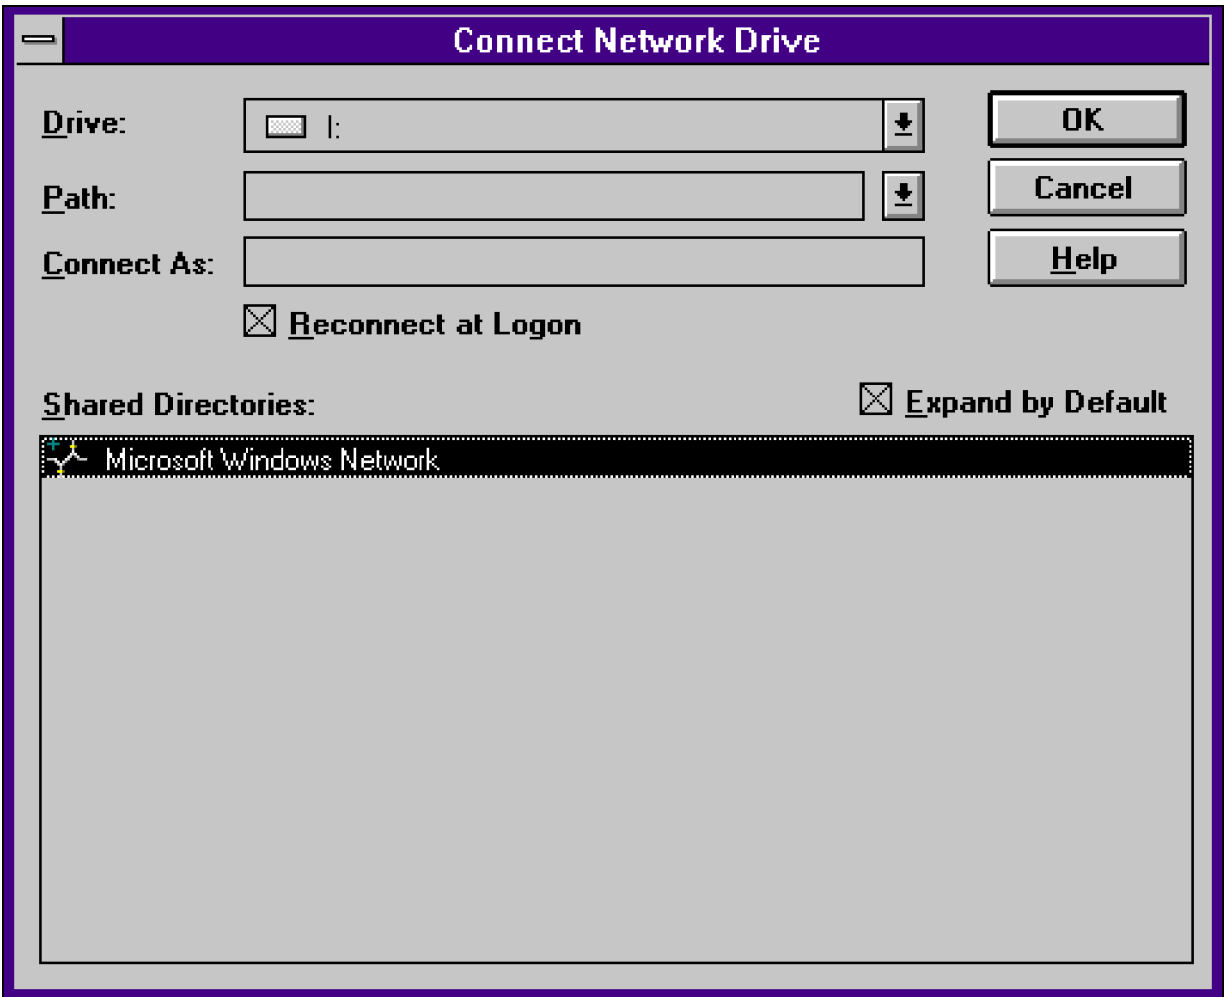 Connect Network Drive
Drive:
I:
OK
Path:
Cancel
Connect As:
Help
Reconnect at Logon
Shared Directories:
Expand by Default
Microsoft Windows Network